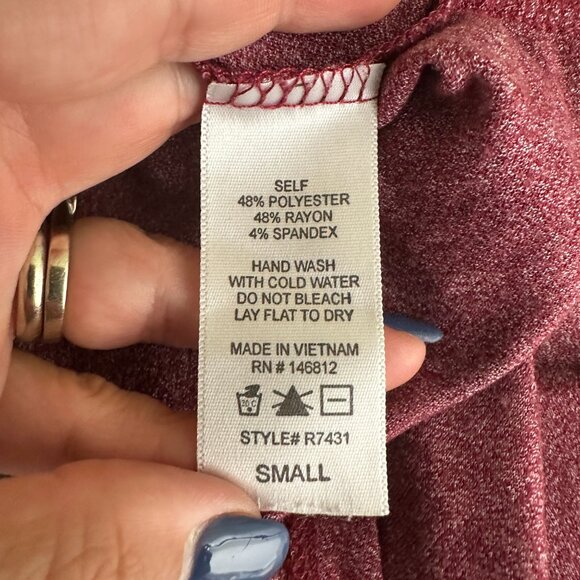 SELF
48% POLYESTER
48% RAYON
4% SPANDEX
HAND WASH
WITH COLD WATER
DO NOT BLEACH
LAY FLAT TO DRY
MADE IN VIETNAM
RN # 146812
30°C
STYLE# R7431
SMALL